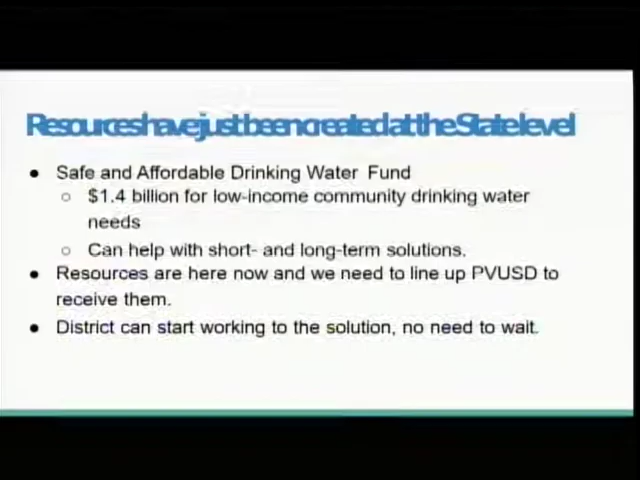 Resources have just been created at the State level
● Safe and Affordable Drinking Water Fund
○ $1.4 billion for low-income community drinking water
needs
○ Can help with short- and long-term solutions.
● Resources are here now and we need to line up PVUSD to
receive them.
● District can start working to the solution, no need to wait.